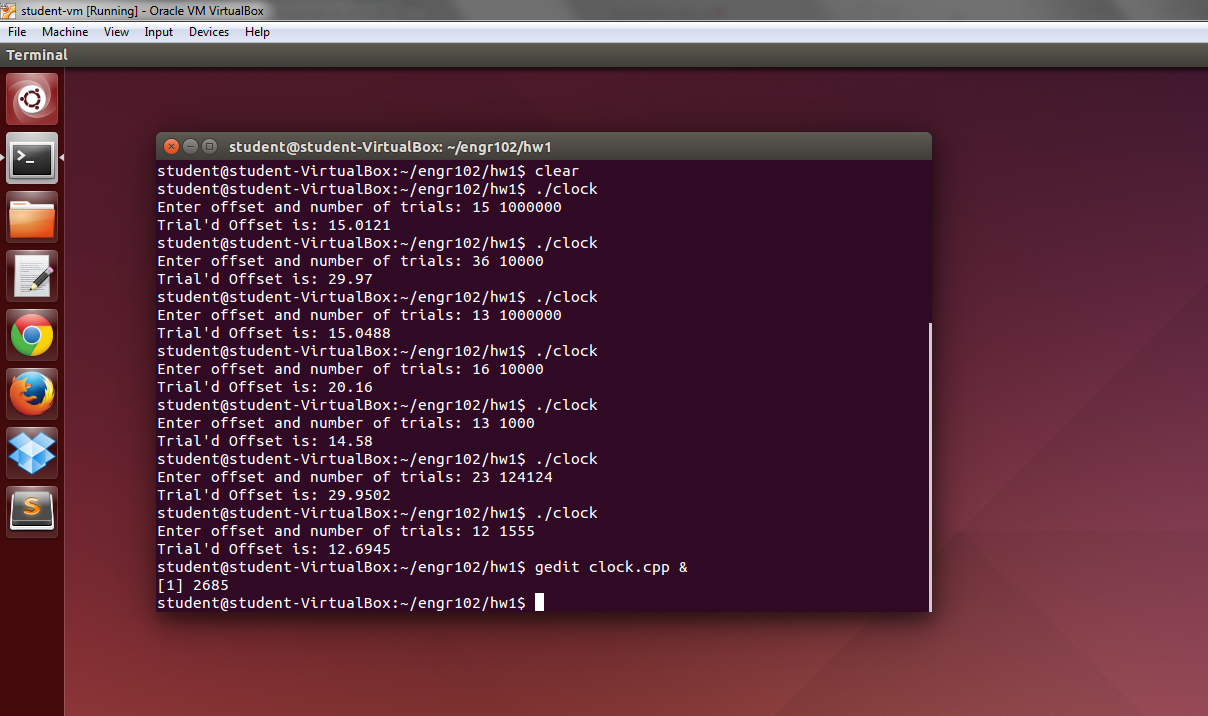 student-vm [Running] - Oracle VM VirtualBox
File Machine View Input Devices Help
Terminal
student@student-VirtualBox: ~/engr102/hw1
student@student-VirtualBox:~/engr102/hw1$ clear
student@student-VirtualBox:~/engr102/hw1$ ./clock
Enter offset and number of trials: 15 1000000
Trial'd Offset is: 15.0121
student@student-VirtualBox:~/engr102/hw1$ ./clock
Enter offset and number of trials: 36 10000
Trial'd Offset is: 29.97
student@student-VirtualBox:~/engr102/hw1$ ./clock
Enter offset and number of trials: 13 1000000
Trial'd Offset is: 15.0488
student@student-VirtualBox:~/engr102/hw1$ ./clock
Enter offset and number of trials: 16 10000
Trial'd Offset is: 20.16
student@student-VirtualBox:~/engr102/hw1$ ./clock
Enter offset and number of trials: 13 1000
Trial'd Offset is: 14.58
student@student-VirtualBox:~/engr102/hw1$ ./clock
Enter offset and number of trials: 23 124124
Trial'd Offset is: 29.9502
student@student-VirtualBox:~/engr102/hw1$ ./clock
Enter offset and number of trials: 12 1555
Trial'd Offset is: 12.6945
student@student-VirtualBox:~/engr102/hw1$ gedit clock.cpp &
[1] 2685
student@student-VirtualBox:~/engr102/hw1$